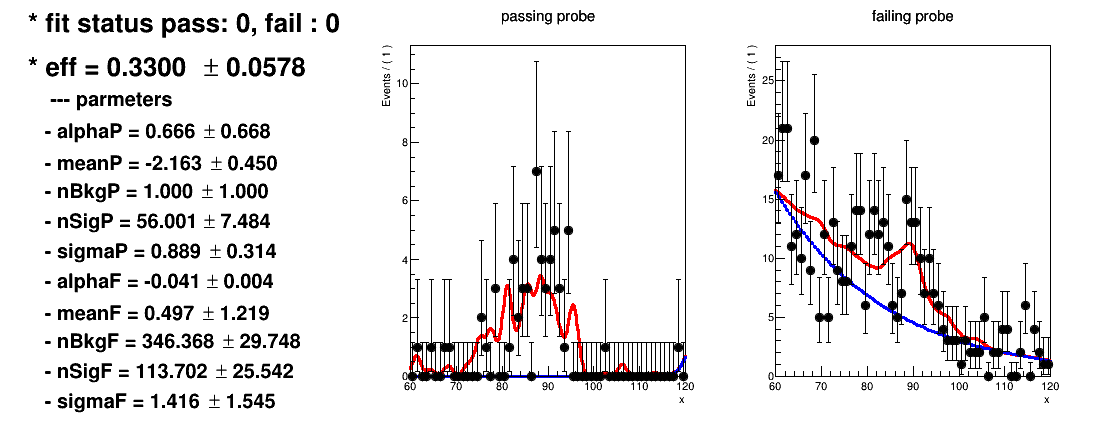 * fit status pass: 0, fail : 0
* eff = 0.3300 ± 0.0578
--- parmeters
- alphaP = 0.666 ± 0.668
- meanP = -2.163 ± 0.450
- nBkgP = 1.000 ± 1.000
- nSigP = 56.001 ± 7.484
- sigmaP = 0.889 ± 0.314
- alphaF = -0.041 ± 0.004
- meanF = 0.497 ± 1.219
- nBkgF = 346.368 ± 29.748
- nSigF = 113.702 ± 25.542
- sigmaF = 1.416 ± 1.545
passing probe
Events / ( 1 )
10
8
6
4
2
0
60 70 80 90 100 110 120
x
failing probe
Events / ( 1 )
25
20
15
10
5
0
60 70 80 90 100 110 120
x